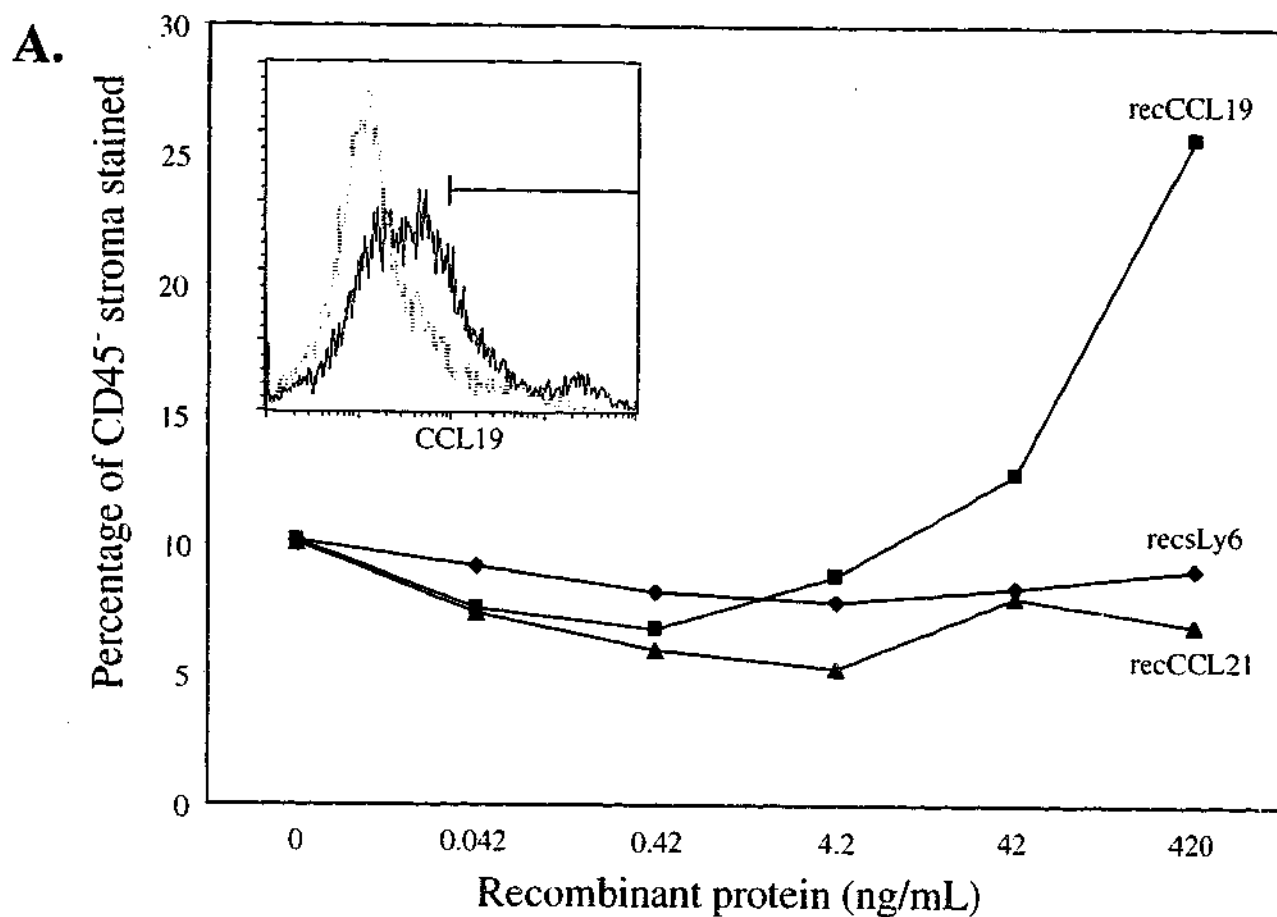 A.
Percentage of CD45⁻ stroma stained
30
25
20
15
10
5
0
CCL19
recCCL19
recsLy6
recCCL21
0 0.042 0.42 4.2 42 420
Recombinant protein (ng/mL)